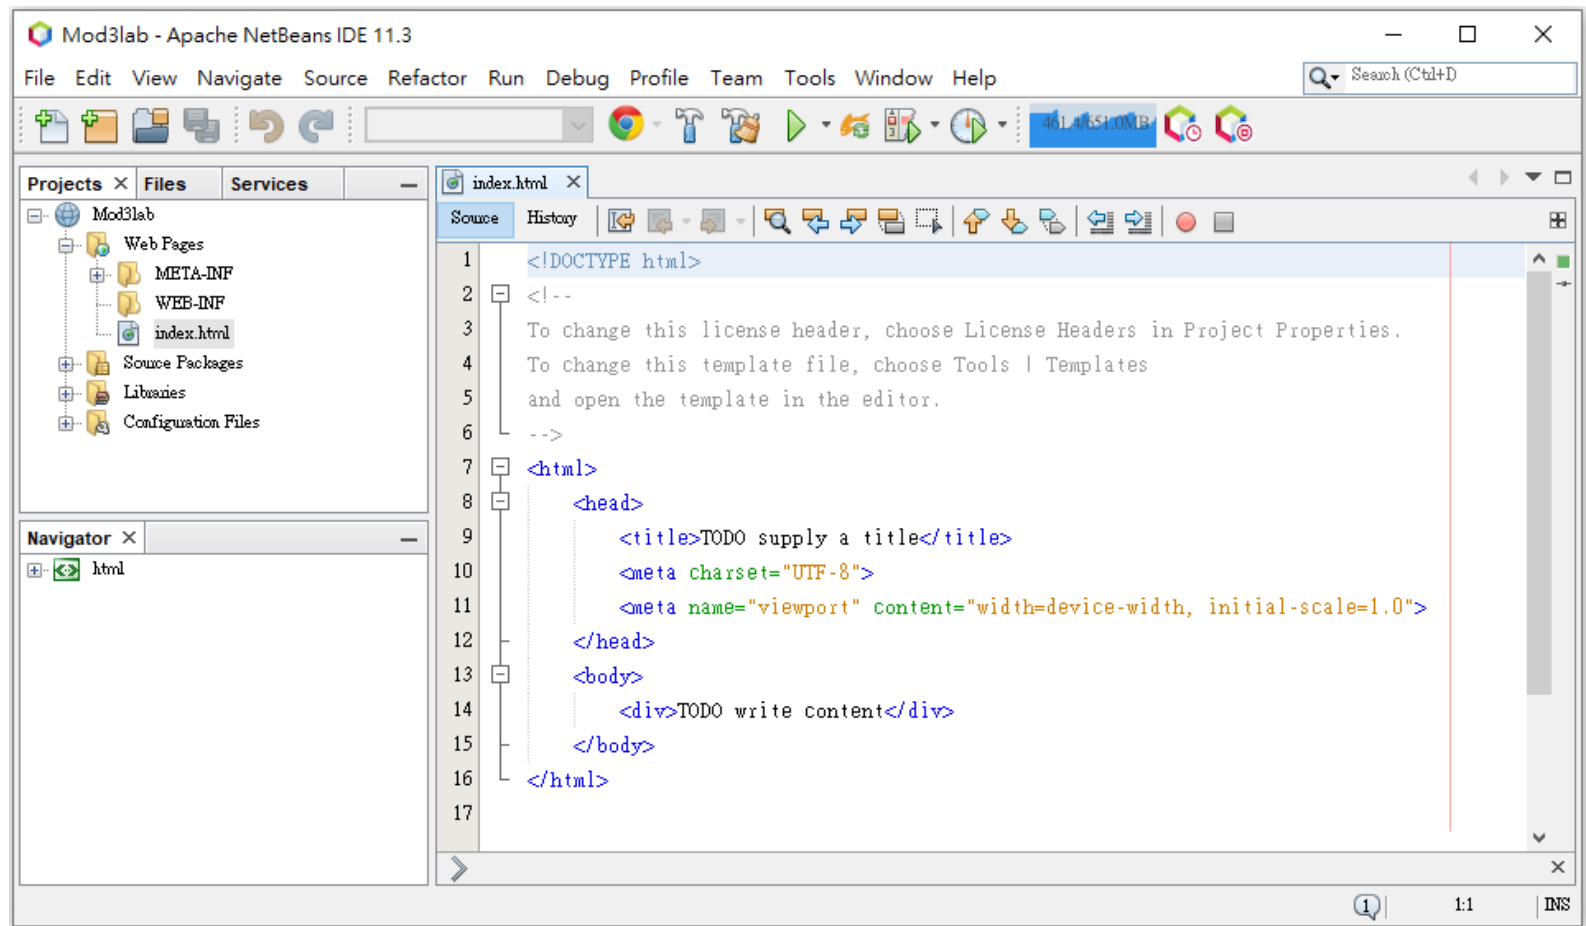 Mod3lab - Apache NetBeans IDE 11.3
File Edit View Navigate Source Refactor Run Debug Profile Team Tools Window Help
Search (Ctrl+I)
461.4/651.0MB
Projects Files Services
Mod3lab
Web Pages
META-INF
WEB-INF
index.html
Source Packages
Libraries
Configuration Files
Navigator
html
index.html
Source History
1 <!DOCTYPE html>
2 <!--
3 To change this license header, choose License Headers in Project Properties.
4 To change this template file, choose Tools | Templates
5 and open the template in the editor.
6 -->
7 <html>
8 <head>
9 <title>TODO supply a title</title>
10 <meta charset="UTF-8">
11 <meta name="viewport" content="width=device-width, initial-scale=1.0">
12 </head>
13 <body>
14 <div>TODO write content</div>
15 </body>
16 </html>
17
1 1:1 INS